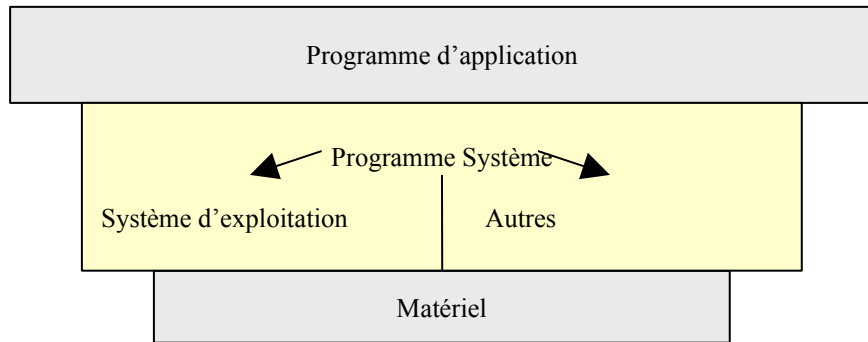 Programme d’application
Programme Système
Système d’exploitation
Autres
Matériel